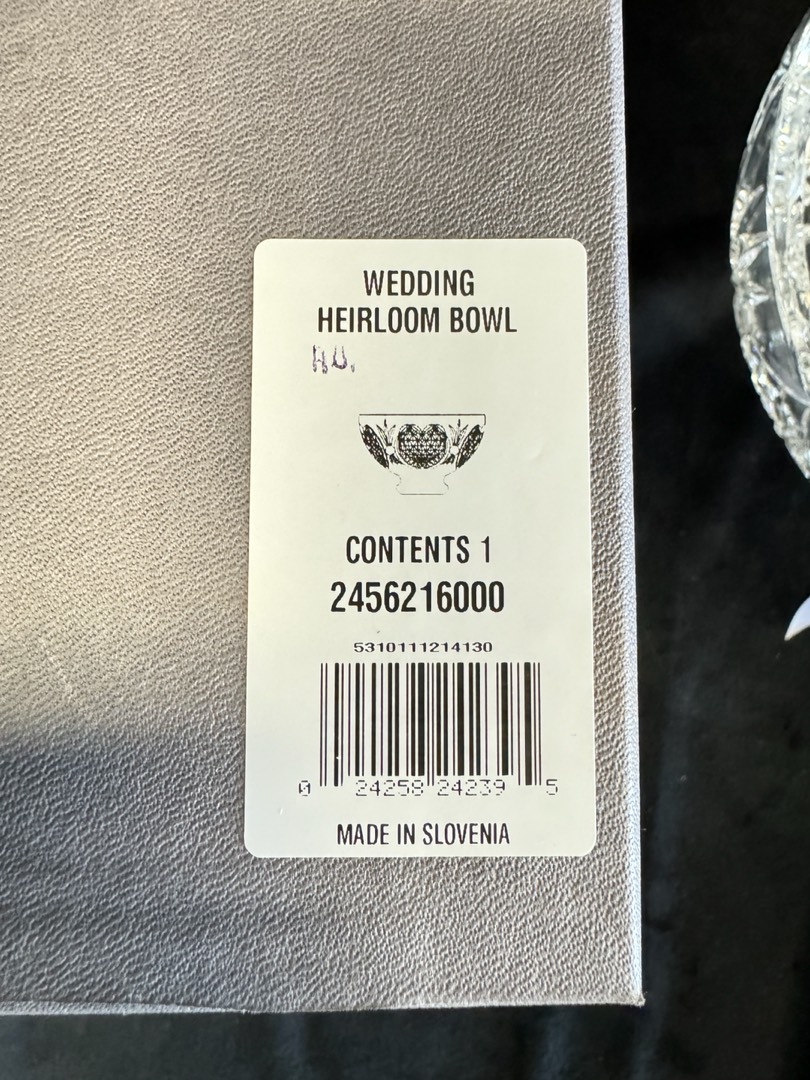 WEDDING
HEIRLOOM BOWL
CONTENTS 1
2456216000
5310111214130
0 24258 24239 5
MADE IN SLOVENIA